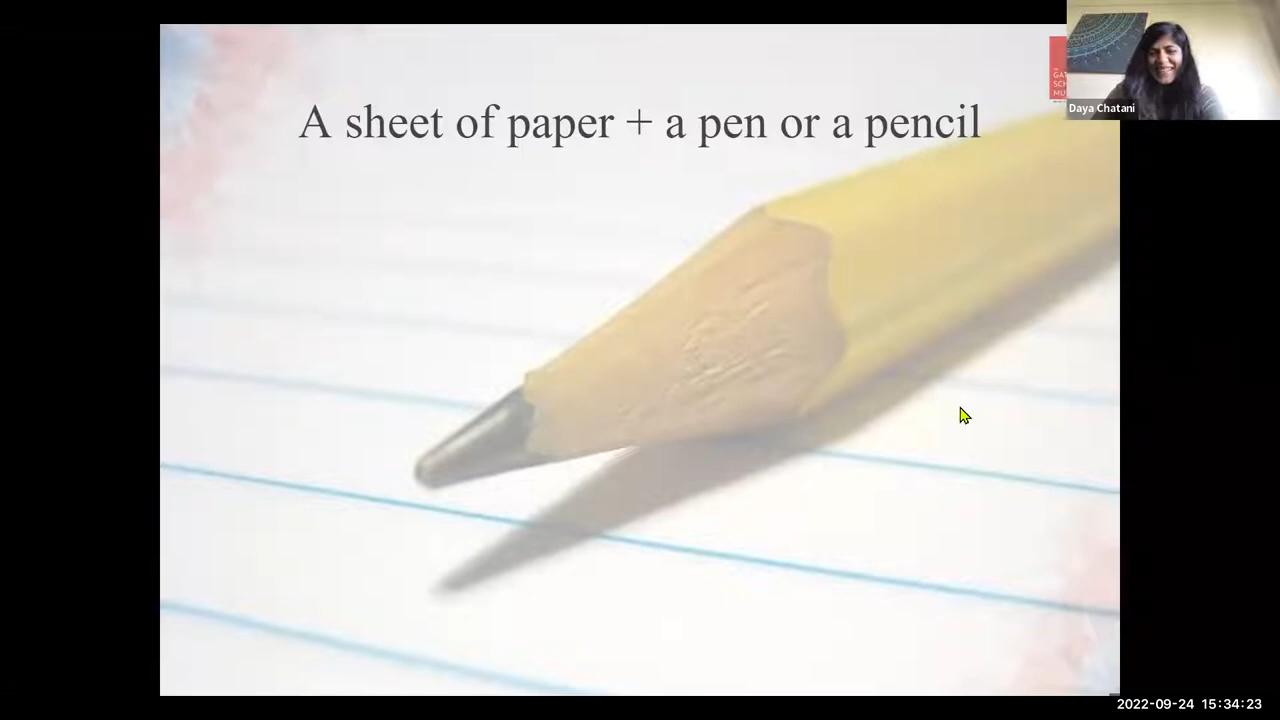 A sheet of paper + a pen or a pencil
Daya Chatani
2022-09-24 15:34:23